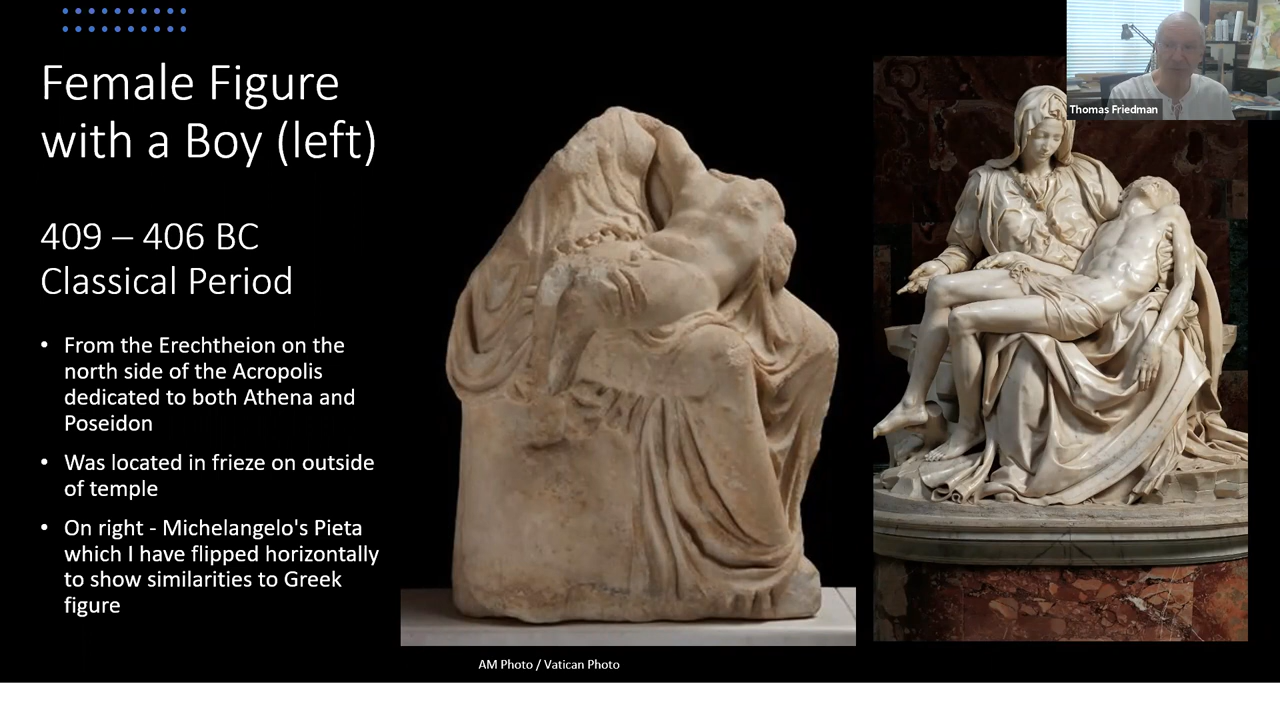 Female Figure
with a Boy (left)
409 – 406 BC
Classical Period
• From the Erechtheion on the
north side of the Acropolis
dedicated to both Athena and
Poseidon
• Was located in frieze on outside
of temple
• On right - Michelangelo's Pieta
which I have flipped horizontally
to show similarities to Greek
figure
AM Photo / Vatican Photo
Thomas Friedman